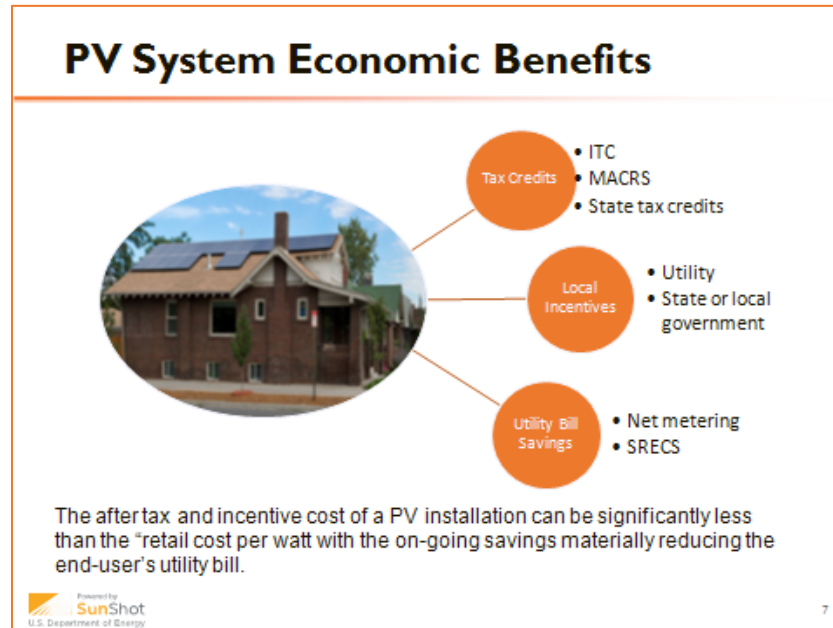 PV System Economic Benefits
Tax Credits
• ITC
• MACRS
• State tax credits
Local
Incentives
• Utility
• State or local
government
Utility Bill
Savings
• Net metering
• SRECS
The after tax and incentive cost of a PV installation can be significantly less
than the “retail cost per watt with the on-going savings materially reducing the
end-user’s utility bill.
Powered by
SunShot
U.S. Department of Energy
7